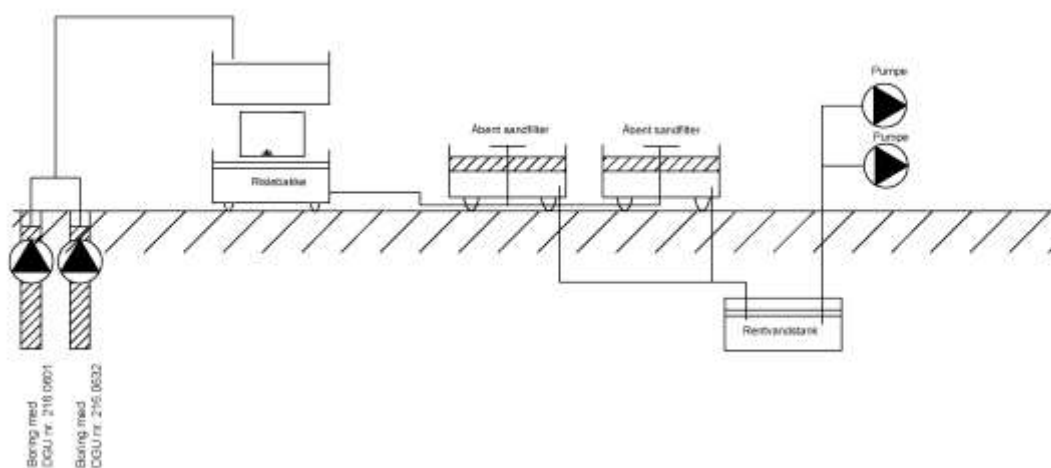 Pumpe
Pumpe
Åbent sandfilter
Åbent sandfilter
Rislebakke
Rentvandstank
Boring med
DGU nr. 216.0601
Boring med
DGU nr. 216.0632